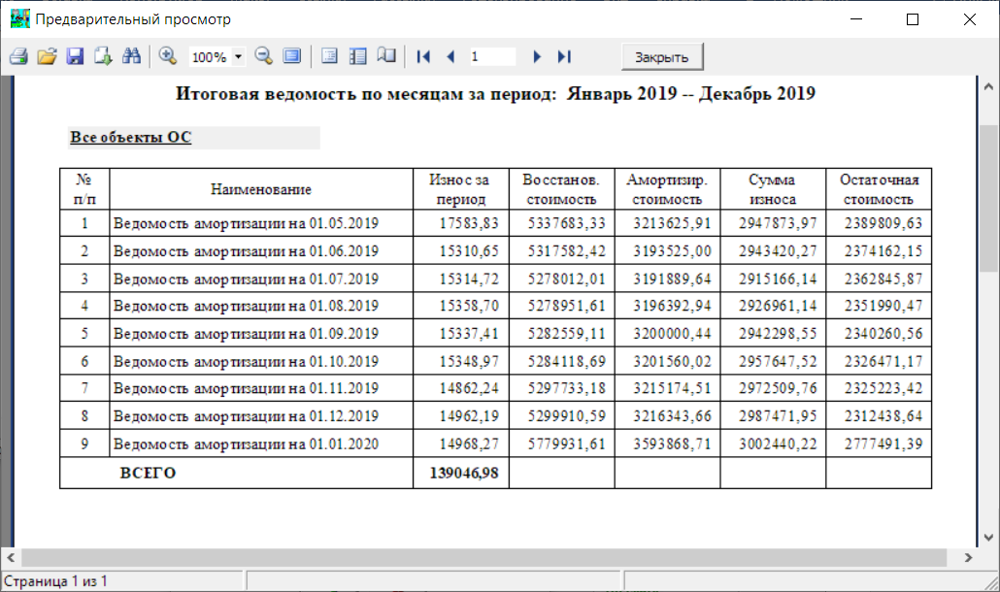 Предварительный просмотр
100% 1 Закрыть
Итоговая ведомость по месяцам за период: Январь 2019 -- Декабрь 2019
Все объекты ОС
№ п/п Наименование Износ за период Восстанов. стоимость Амортизир. стоимость Сумма износа Остаточная стоимость
1 Ведомость амортизации на 01.05.2019 17583,83 5337683,33 3213625,91 2947873,97 2389809,63
2 Ведомость амортизации на 01.06.2019 15310,65 5317582,42 3193525,00 2943420,27 2374162,15
3 Ведомость амортизации на 01.07.2019 15314,72 5278012,01 3191889,64 2915166,14 2362845,87
4 Ведомость амортизации на 01.08.2019 15358,70 5278951,61 3196392,94 2926961,14 2351990,47
5 Ведомость амортизации на 01.09.2019 15337,41 5282559,11 3200000,44 2942298,55 2340260,56
6 Ведомость амортизации на 01.10.2019 15348,97 5284118,69 3201560,02 2957647,52 2326471,17
7 Ведомость амортизации на 01.11.2019 14862,24 5297733,18 3215174,51 2972509,76 2325223,42
8 Ведомость амортизации на 01.12.2019 14962,19 5299910,59 3216343,66 2987471,95 2312438,64
9 Ведомость амортизации на 01.01.2020 14968,27 5779931,61 3593868,71 3002440,22 2777491,39
ВСЕГО 139046,98
Страница 1 из 1